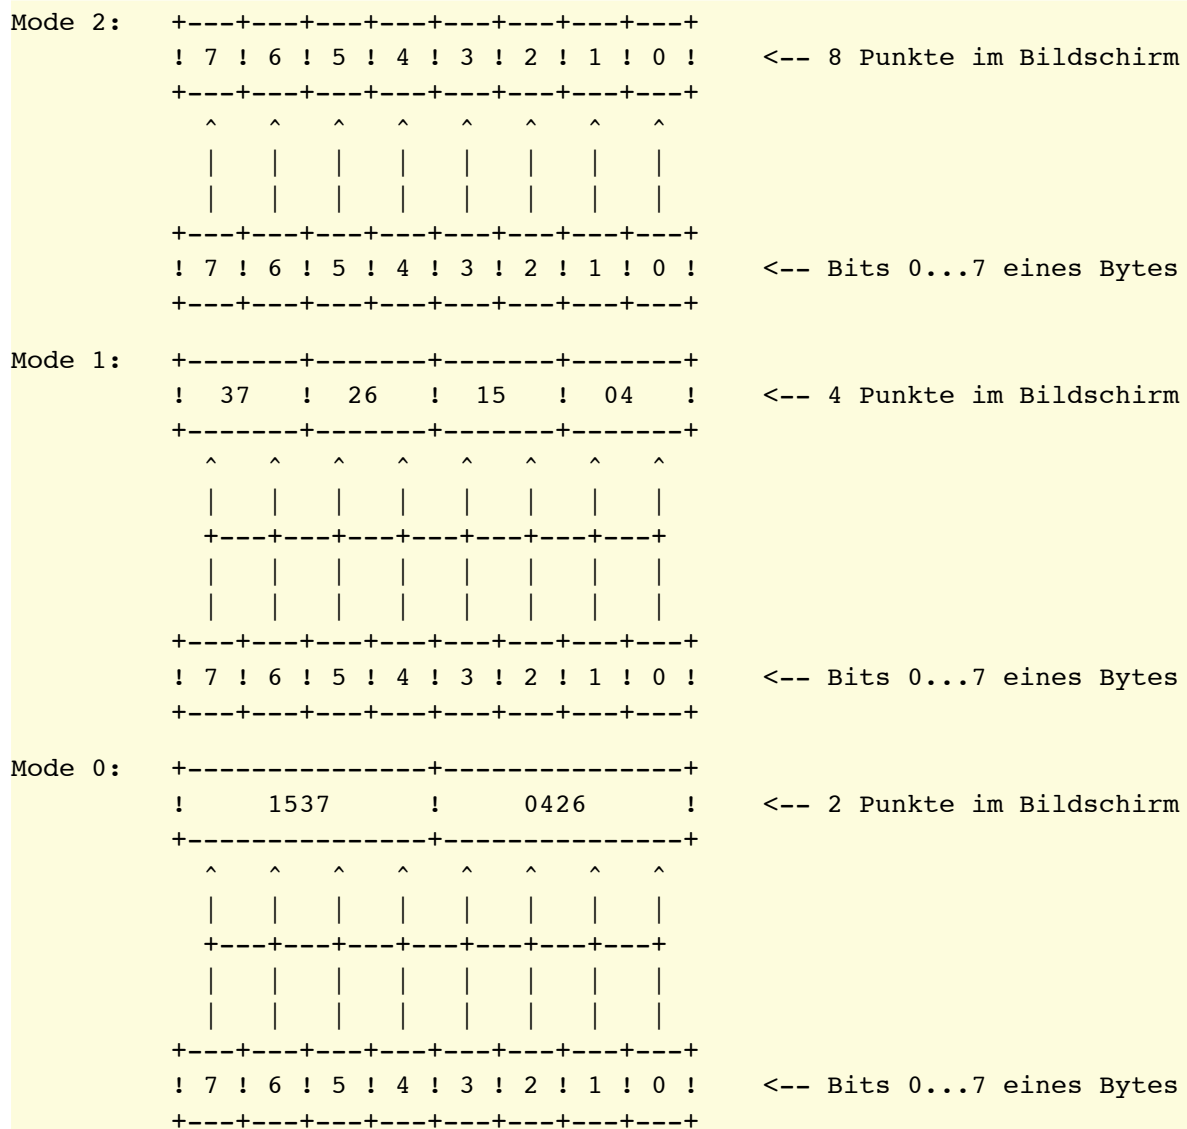 Mode 2:   +---+---+---+---+---+---+---+---+
          ! 7 ! 6 ! 5 ! 4 ! 3 ! 2 ! 1 ! 0 !    <-- 8 Punkte im Bildschirm
          +---+---+---+---+---+---+---+---+
            ^   ^   ^   ^   ^   ^   ^   ^
            |   |   |   |   |   |   |   |
            |   |   |   |   |   |   |   |
          +---+---+---+---+---+---+---+---+
          ! 7 ! 6 ! 5 ! 4 ! 3 ! 2 ! 1 ! 0 !    <-- Bits 0...7 eines Bytes
          +---+---+---+---+---+---+---+---+
Mode 1:   +-------+-------+-------+-------+
          !  37   !  26   !  15   !  04   !    <-- 4 Punkte im Bildschirm
          +-------+-------+-------+-------+
            ^   ^   ^   ^   ^   ^   ^   ^
            |   |   |   |   |   |   |   |
            +---+---+---+---+---+---+---+
            |   |   |   |   |   |   |   |
            |   |   |   |   |   |   |   |
          +---+---+---+---+---+---+---+---+
          ! 7 ! 6 ! 5 ! 4 ! 3 ! 2 ! 1 ! 0 !    <-- Bits 0...7 eines Bytes
          +---+---+---+---+---+---+---+---+
Mode 0:   +---------------+---------------+
          !     1537      !     0426      !    <-- 2 Punkte im Bildschirm
          +---------------+---------------+
            ^   ^   ^   ^   ^   ^   ^   ^
            |   |   |   |   |   |   |   |
            +---+---+---+---+---+---+---+
            |   |   |   |   |   |   |   |
            |   |   |   |   |   |   |   |
          +---+---+---+---+---+---+---+---+
          ! 7 ! 6 ! 5 ! 4 ! 3 ! 2 ! 1 ! 0 !    <-- Bits 0...7 eines Bytes
          +---+---+---+---+---+---+---+---+